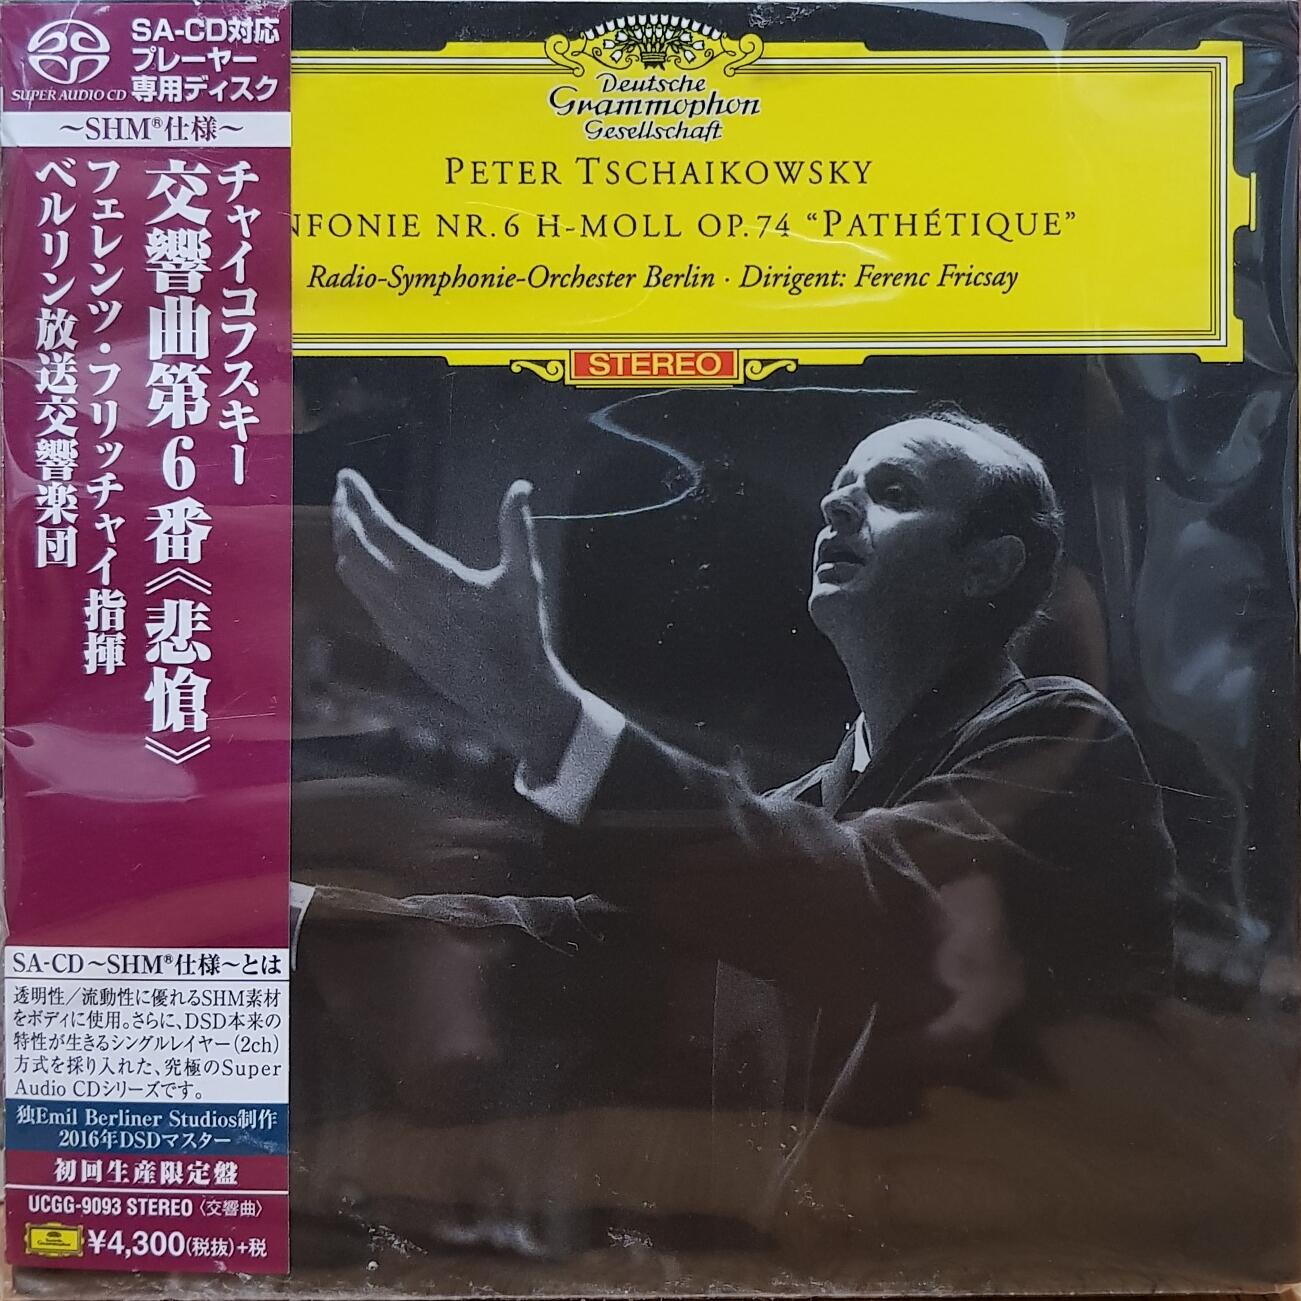 SA-CD対応
プレーヤー
専用ディスク
SUPER AUDIO CD
～SHM®仕様～
チャイコフスキー
交響曲第6番《悲愴》
フェレンツ・フリッチャイ指揮
ベルリン放送交響楽団
SA-CD～SHM®仕様～とは
透明性／流動性に優れるSHM素材
をボディに使用。さらに、DSD本来の
特性が生きるシングルレイヤー(2ch)
方式を採り入れた、究極のSuper
Audio CDシリーズです。
独Emil Berliner Studios制作
2016年DSDマスター
初回生産限定盤
UCGG-9093 STEREO〈交響曲〉
¥4,300(税抜)+税
Deutsche
Grammophon
Gesellschaft
PETER TSCHAIKOWSKY
NFONIE NR. 6 H-MOLL OP. 74 “PATHÉTIQUE”
Radio-Symphonie-Orchester Berlin · Dirigent: Ferenc Fricsay
STEREO